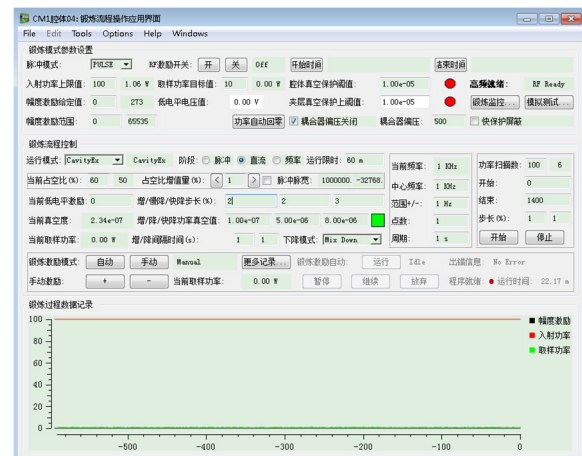 CM1腔体04: 锻炼流程操作应用界面
File Edit Tools Options Help Windows
锻炼模式参数设置
脉冲模式: PULSE RF激励开关: 开 关 Off 开始时间 结束时间
入射功率上限值: 100 1.06 W 取样功率目标值: 10 0.00 W 腔体真空保护阈值: 1.00e-05 高频就绪: RF Ready
幅度激励给定值: 0 273 低电平电压值: 0.00 V 夹层真空保护上阈值: 1.00e-05 锻炼监控... 模拟测试...
幅度激励范围: 0 65535 功率自动回零 耦合器偏压关闭 耦合器偏压: 500 快保护屏蔽
锻炼流程控制
运行模式: CavityEx CavityEx 阶段: 脉冲 直流 频率 运行限时: 60 m
当前占空比(%): 60 50 占空比增值量(%): < 1 > 脉冲脉宽: 1000000. -32768.
当前低电平激励: 0 增/慢降/快降步长(%): 2 2 3
当前真空度: 2.34e-07 增/降/快降功率真空值: 1.00e-07 5.00e-06 8.00e-06
当前取样功率: 0.00 W 增/降间隔时间(s): 1 1 下降模式: Mix Down
当前频率: 1 KHz
中心频率: 1 KHz
范围+/-: 1 Hz
点数: 1
周期: 1 s
功率扫描数: 100 6
开始: 0
结束: 1400
步长(%): 1 1
开始 停止
锻炼激励模式: 自动 手动 Manual 更多记录... 锻炼激励自动: 运行 Idle 出错信息: No Error
手动激励: + - 当前取样功率: 0.00 W 暂停 继续 放弃 程序就绪: 运行时间: 22.17 m
锻炼过程数据记录
100
80
60
40
20
0
-500 -400 -300 -200 -100 0
幅度激励
入射功率
取样功率